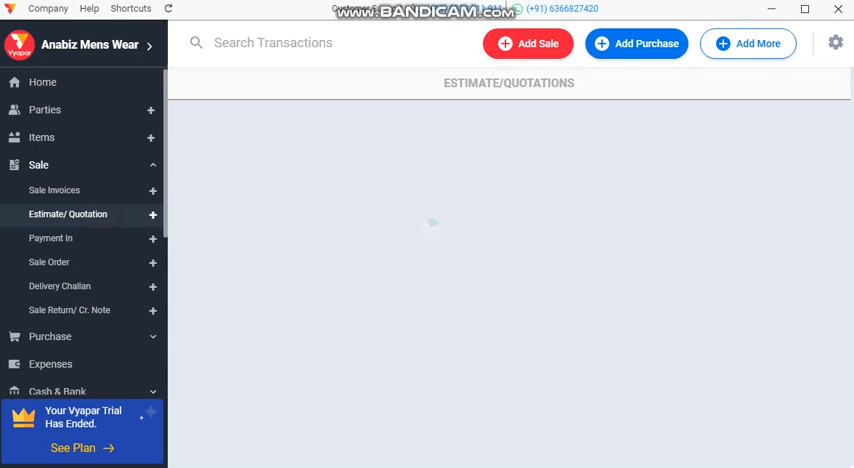 Company Help Shortcuts
Customer S
www.BANDICAM.com
(+91) 6366827420
Vyapar
Anabiz Mens Wear
Search Transactions
Add Sale
Add Purchase
Add More
ESTIMATE/QUOTATIONS
Home
Parties
Items
Sale
Sale Invoices
Estimate/ Quotation
Payment In
Sale Order
Delivery Challan
Sale Return/ Cr. Note
Purchase
Expenses
Cash & Bank
Your Vyapar Trial
Has Ended.
See Plan